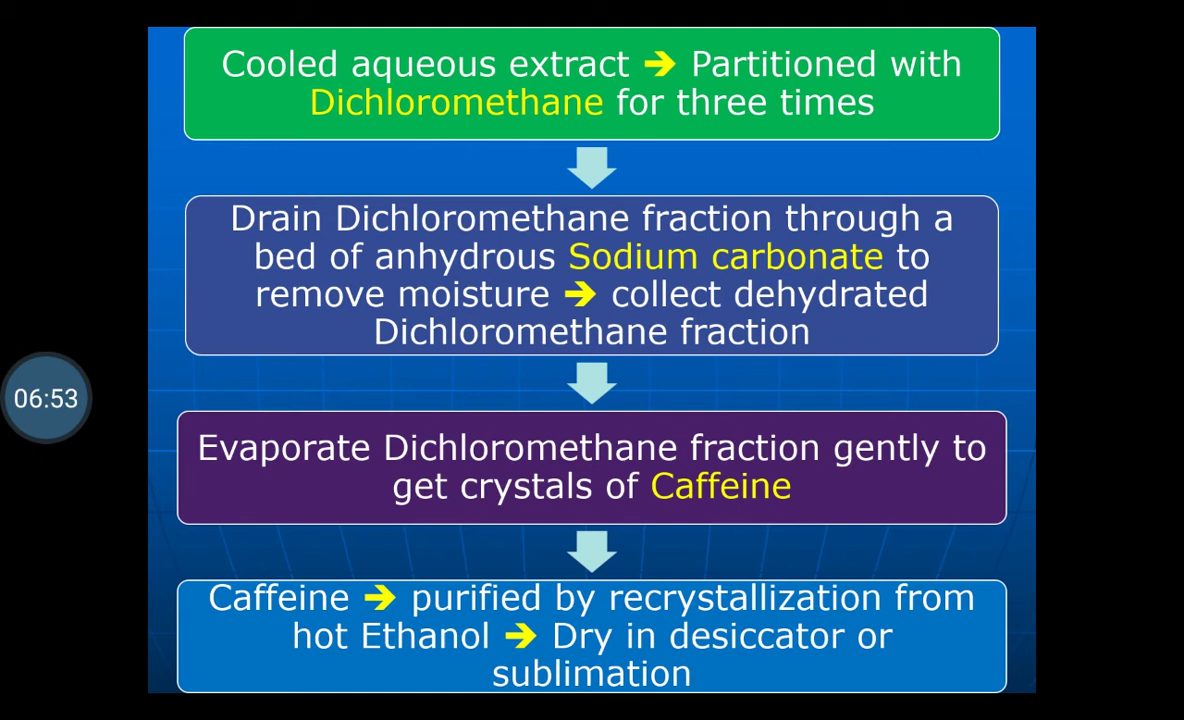 Cooled aqueous extract ➔ Partitioned with
Dichloromethane for three times
Drain Dichloromethane fraction through a
bed of anhydrous Sodium carbonate to
remove moisture ➔ collect dehydrated
Dichloromethane fraction
06:53
Evaporate Dichloromethane fraction gently to
get crystals of Caffeine
Caffeine ➔ purified by recrystallization from
hot Ethanol ➔ Dry in desiccator or
sublimation